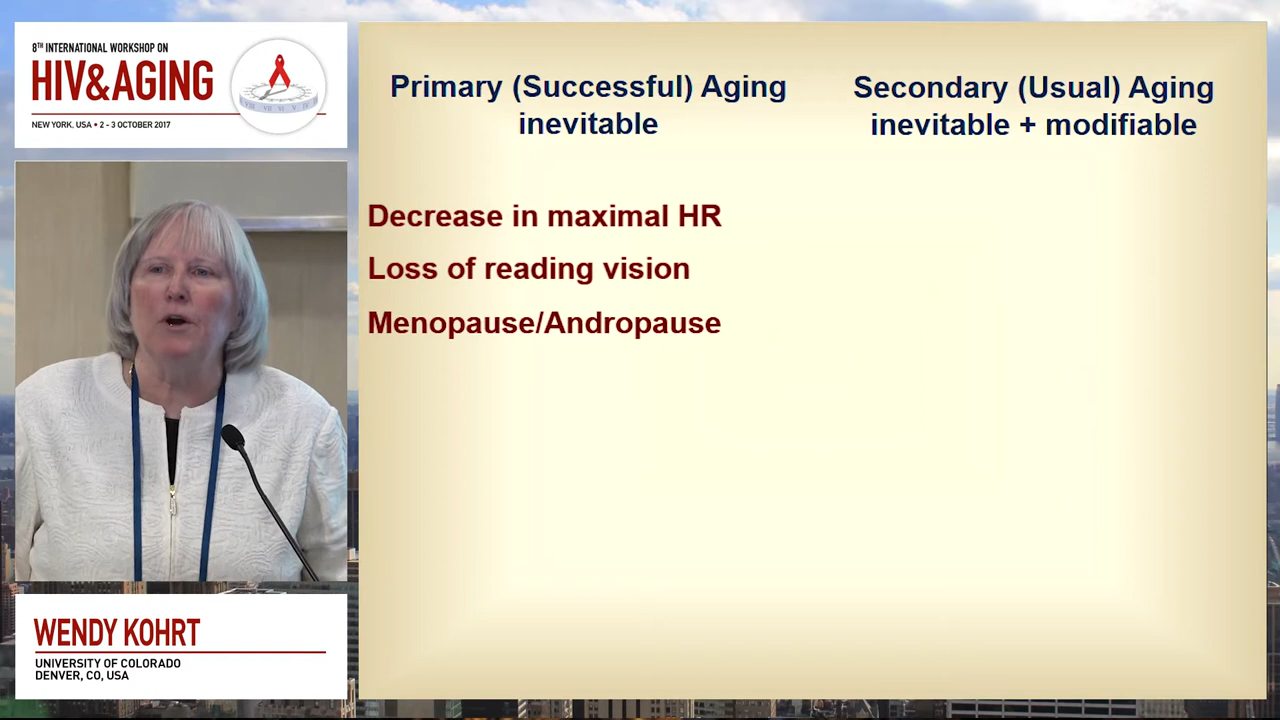 8TH INTERNATIONAL WORKSHOP ON
HIV&AGING
NEW YORK, USA • 2 - 3 OCTOBER 2017
Primary (Successful) Aging
inevitable
Secondary (Usual) Aging
inevitable + modifiable
Decrease in maximal HR
Loss of reading vision
Menopause/Andropause
WENDY KOHRT
UNIVERSITY OF COLORADO
DENVER, CO, USA